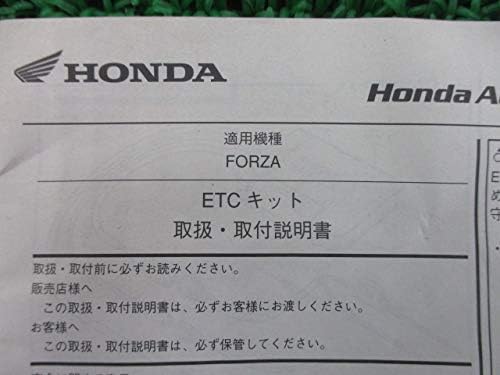 HONDA
Honda A
適用機種
FORZA
ETCキット
取扱・取付説明書
取扱・取付前に必ずお読みください。
販売店様へ
この取扱・取付説明書は、必ずお客様にお渡しください。
お客様へ
この取扱・取付説明書は、必ず保管してください。
E
め
守